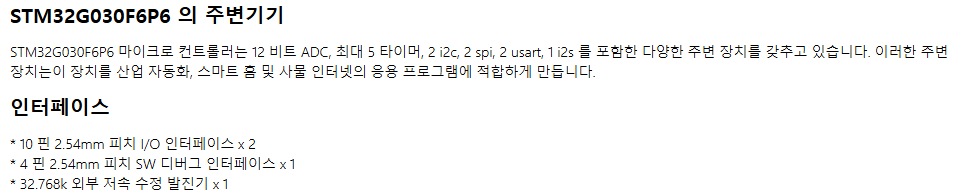 STM32G030F6P6 의 주변기기
STM32G030F6P6 마이크로 컨트롤러는 12 비트 ADC, 최대 5 타이머, 2 i2c, 2 spi, 2 usart, 1 i2s 를 포함한 다양한 주변 장치를 갖추고 있습니다. 이러한 주변
장치는이 장치를 산업 자동화, 스마트 홈 및 사물 인터넷의 응용 프로그램에 적합하게 만듭니다.
인터페이스
* 10 핀 2.54mm 피치 I/O 인터페이스 x 2
* 4 핀 2.54mm 피치 SW 디버그 인터페이스 x 1
* 32.768k 외부 저속 수정 발진기 x 1